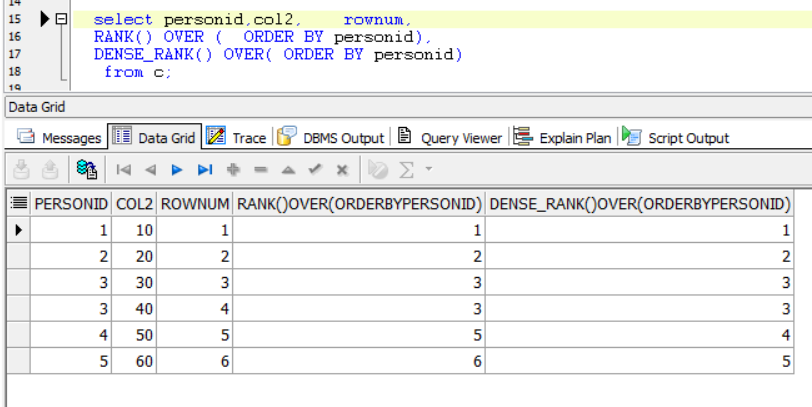 14
15 select personid,col2, rownum,
16 RANK() OVER ( ORDER BY personid),
17 DENSE_RANK() OVER( ORDER BY personid)
18 from c;
19
Data Grid
Messages Data Grid Trace DBMS Output Query Viewer Explain Plan Script Output
PERSONID COL2 ROWNUM RANK()OVER(ORDERBYPERSONID) DENSE_RANK()OVER(ORDERBYPERSONID)
1 10 1 1 1
2 20 2 2 2
3 30 3 3 3
3 40 4 3 3
4 50 5 5 4
5 60 6 6 5